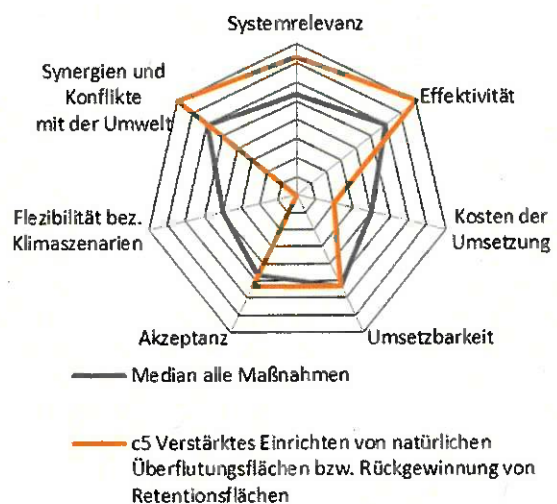 Systemrelevanz
Synergien und
Konflikte
mit der Umwelt
Effektivität
Flezibilität bez.
Klimaszenarien
Kosten der
Umsetzung
Akzeptanz
Umsetzbarkeit
Median alle Maßnahmen
c5 Verstärktes Einrichten von natürlichen
Überflutungsflächen bzw. Rückgewinnung von
Retentionsflächen